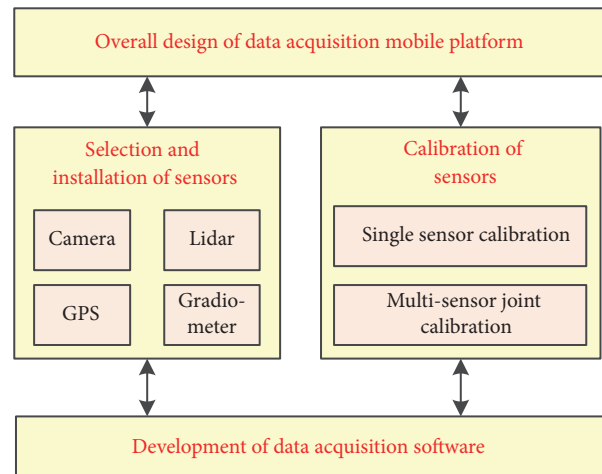 Overall design of data acquisition mobile platform
Selection and
installation of sensors
Camera
Lidar
GPS
Gradio-
meter
Calibration of
sensors
Single sensor calibration
Multi-sensor joint
calibration
Development of data acquisition software